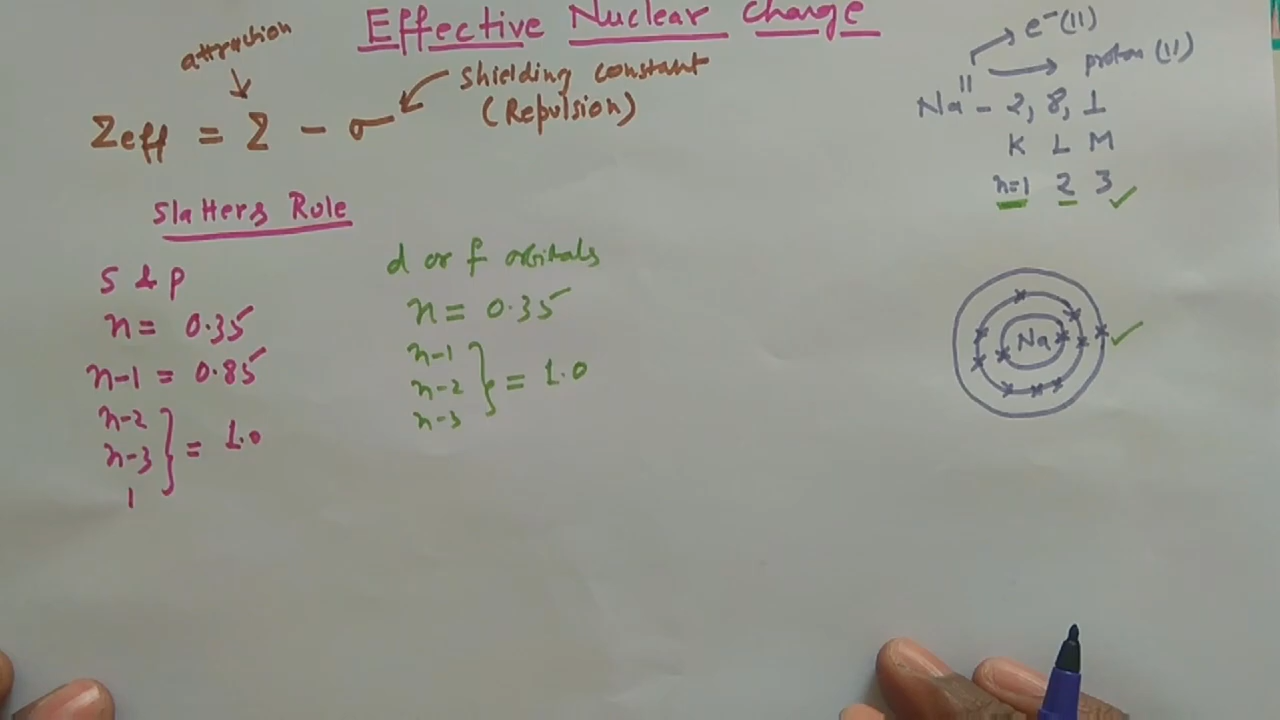 Effective Nuclear Charge
attraction
shielding constant
(Repulsion)
Zeff = Z - σ
Slatters Role
S & p
n = 0.35
n-1 = 0.85
n-2
n-3 } = 1.0
1
d or f orbitals
n = 0.35
n-1
n-2 } = 1.0
n-3
e⁻(11)
proton (11)
Na¹¹ - 2, 8, 1
K L M
n=1 2 3 ✓
Na ✓